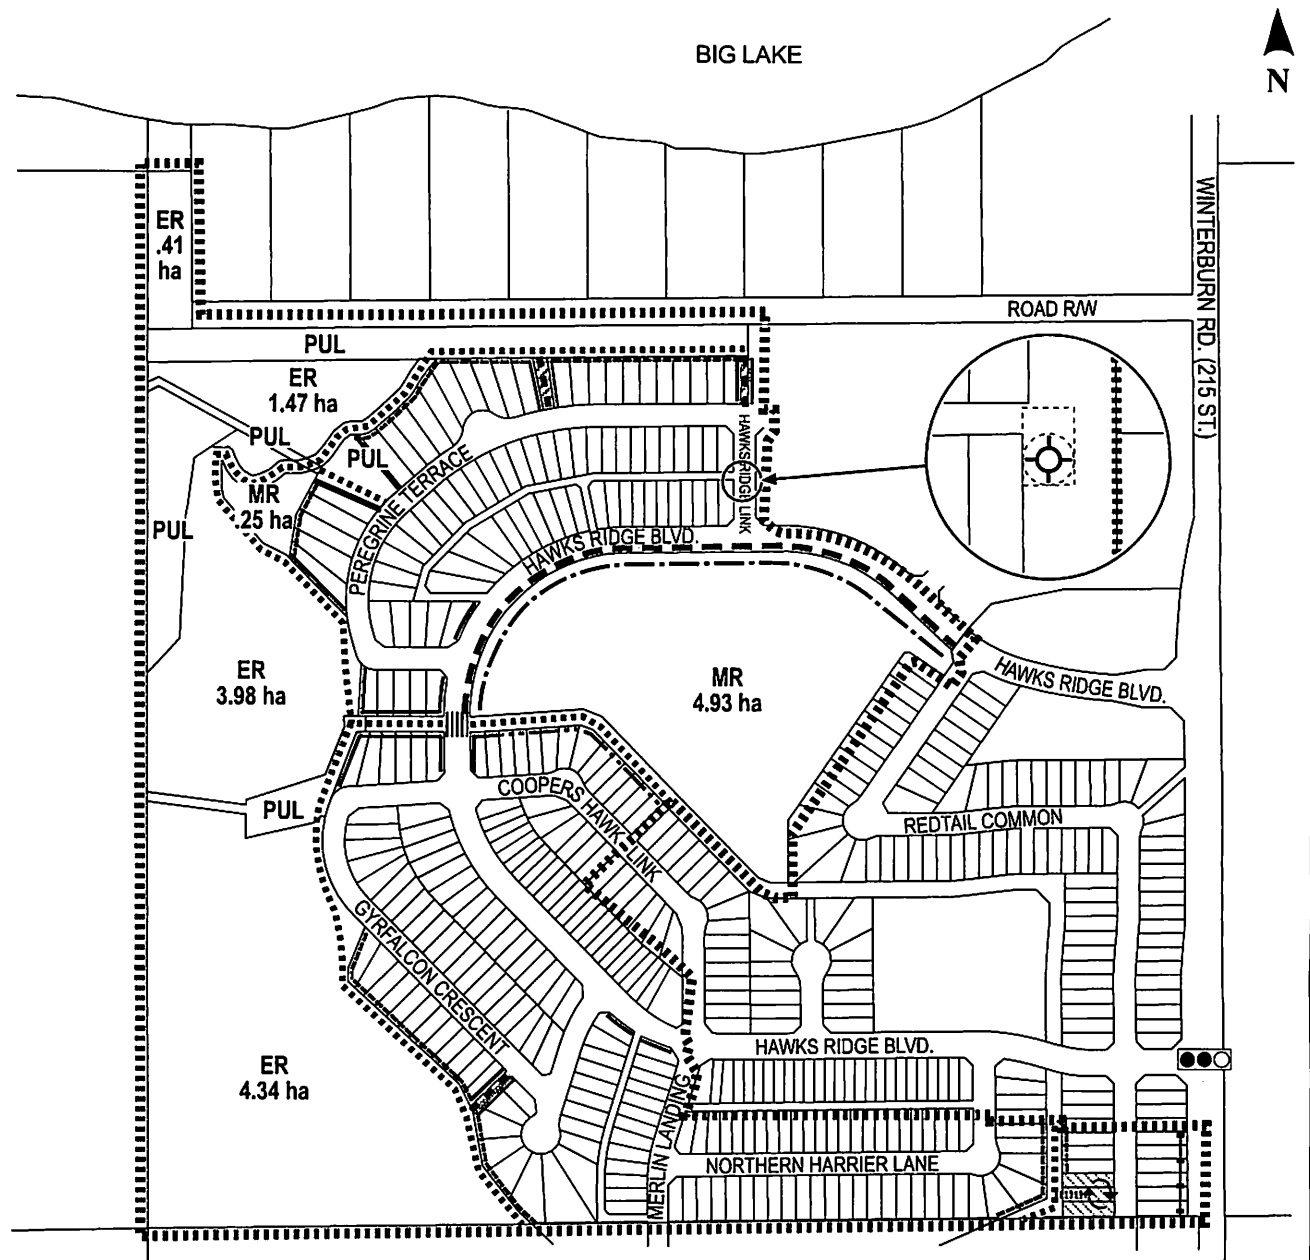 BIG LAKE
N
ER
.41
ha
WINTERBURN RD. (215 ST.)
ROAD R/W
PUL
ER
1.47 ha
PUL
PUL
MR
.25 ha
PUL
PEREGRINE TERRACE
HAWKS RIDGE LINK
HAWKS RIDGE BLVD.
ER
3.98 ha
MR
4.93 ha
HAWKS RIDGE BLVD.
PUL
COOPERS HAWK LINK
REDTAIL COMMON
GYRFALCON CRESCENT
HAWKS RIDGE BLVD.
ER
4.34 ha
MERLIN LANDING
NORTHERN HARRIER LANE